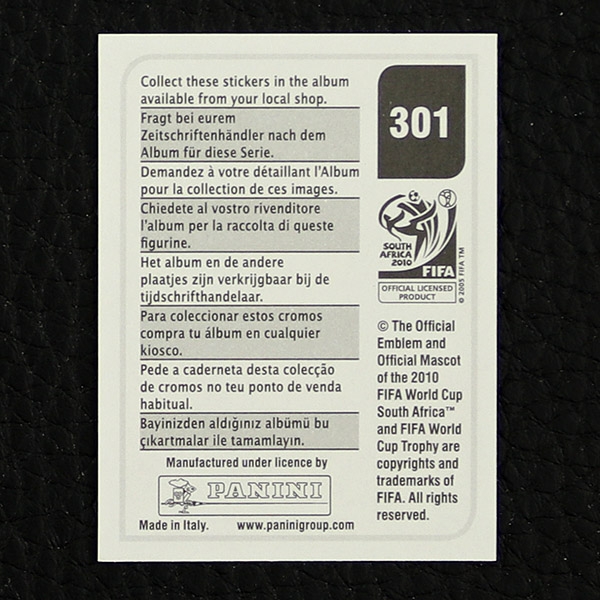 Collect these stickers in the album
available from your local shop.
Fragt bei eurem
Zeitschriftenhändler nach dem
Album für diese Serie.
Demandez à votre détaillant l'Album
pour la collection de ces images.
Chiedete al vostro rivenditore
l'album per la raccolta di queste
figurine.
Het album en de andere
plaatjes zijn verkrijgbaar bij de
tijdschrifthandelaar.
Para coleccionar estos cromos
compra tu álbum en cualquier
kiosco.
Pede a caderneta desta colecção
de cromos no teu ponto de venda
habitual.
Bayinizden aldığınız albümü bu
çıkartmalar ile tamamlayın.
Manufactured under licence by
PANINI
Made in Italy. www.paninigroup.com
301
SOUTH
AFRICA
2010
FIFA
OFFICIAL LICENSED
PRODUCT
© 2005 FIFA TM
© The Official
Emblem and
Official Mascot
of the 2010
FIFA World Cup
South Africa™
and FIFA World
Cup Trophy are
copyrights and
trademarks of
FIFA. All rights
reserved.